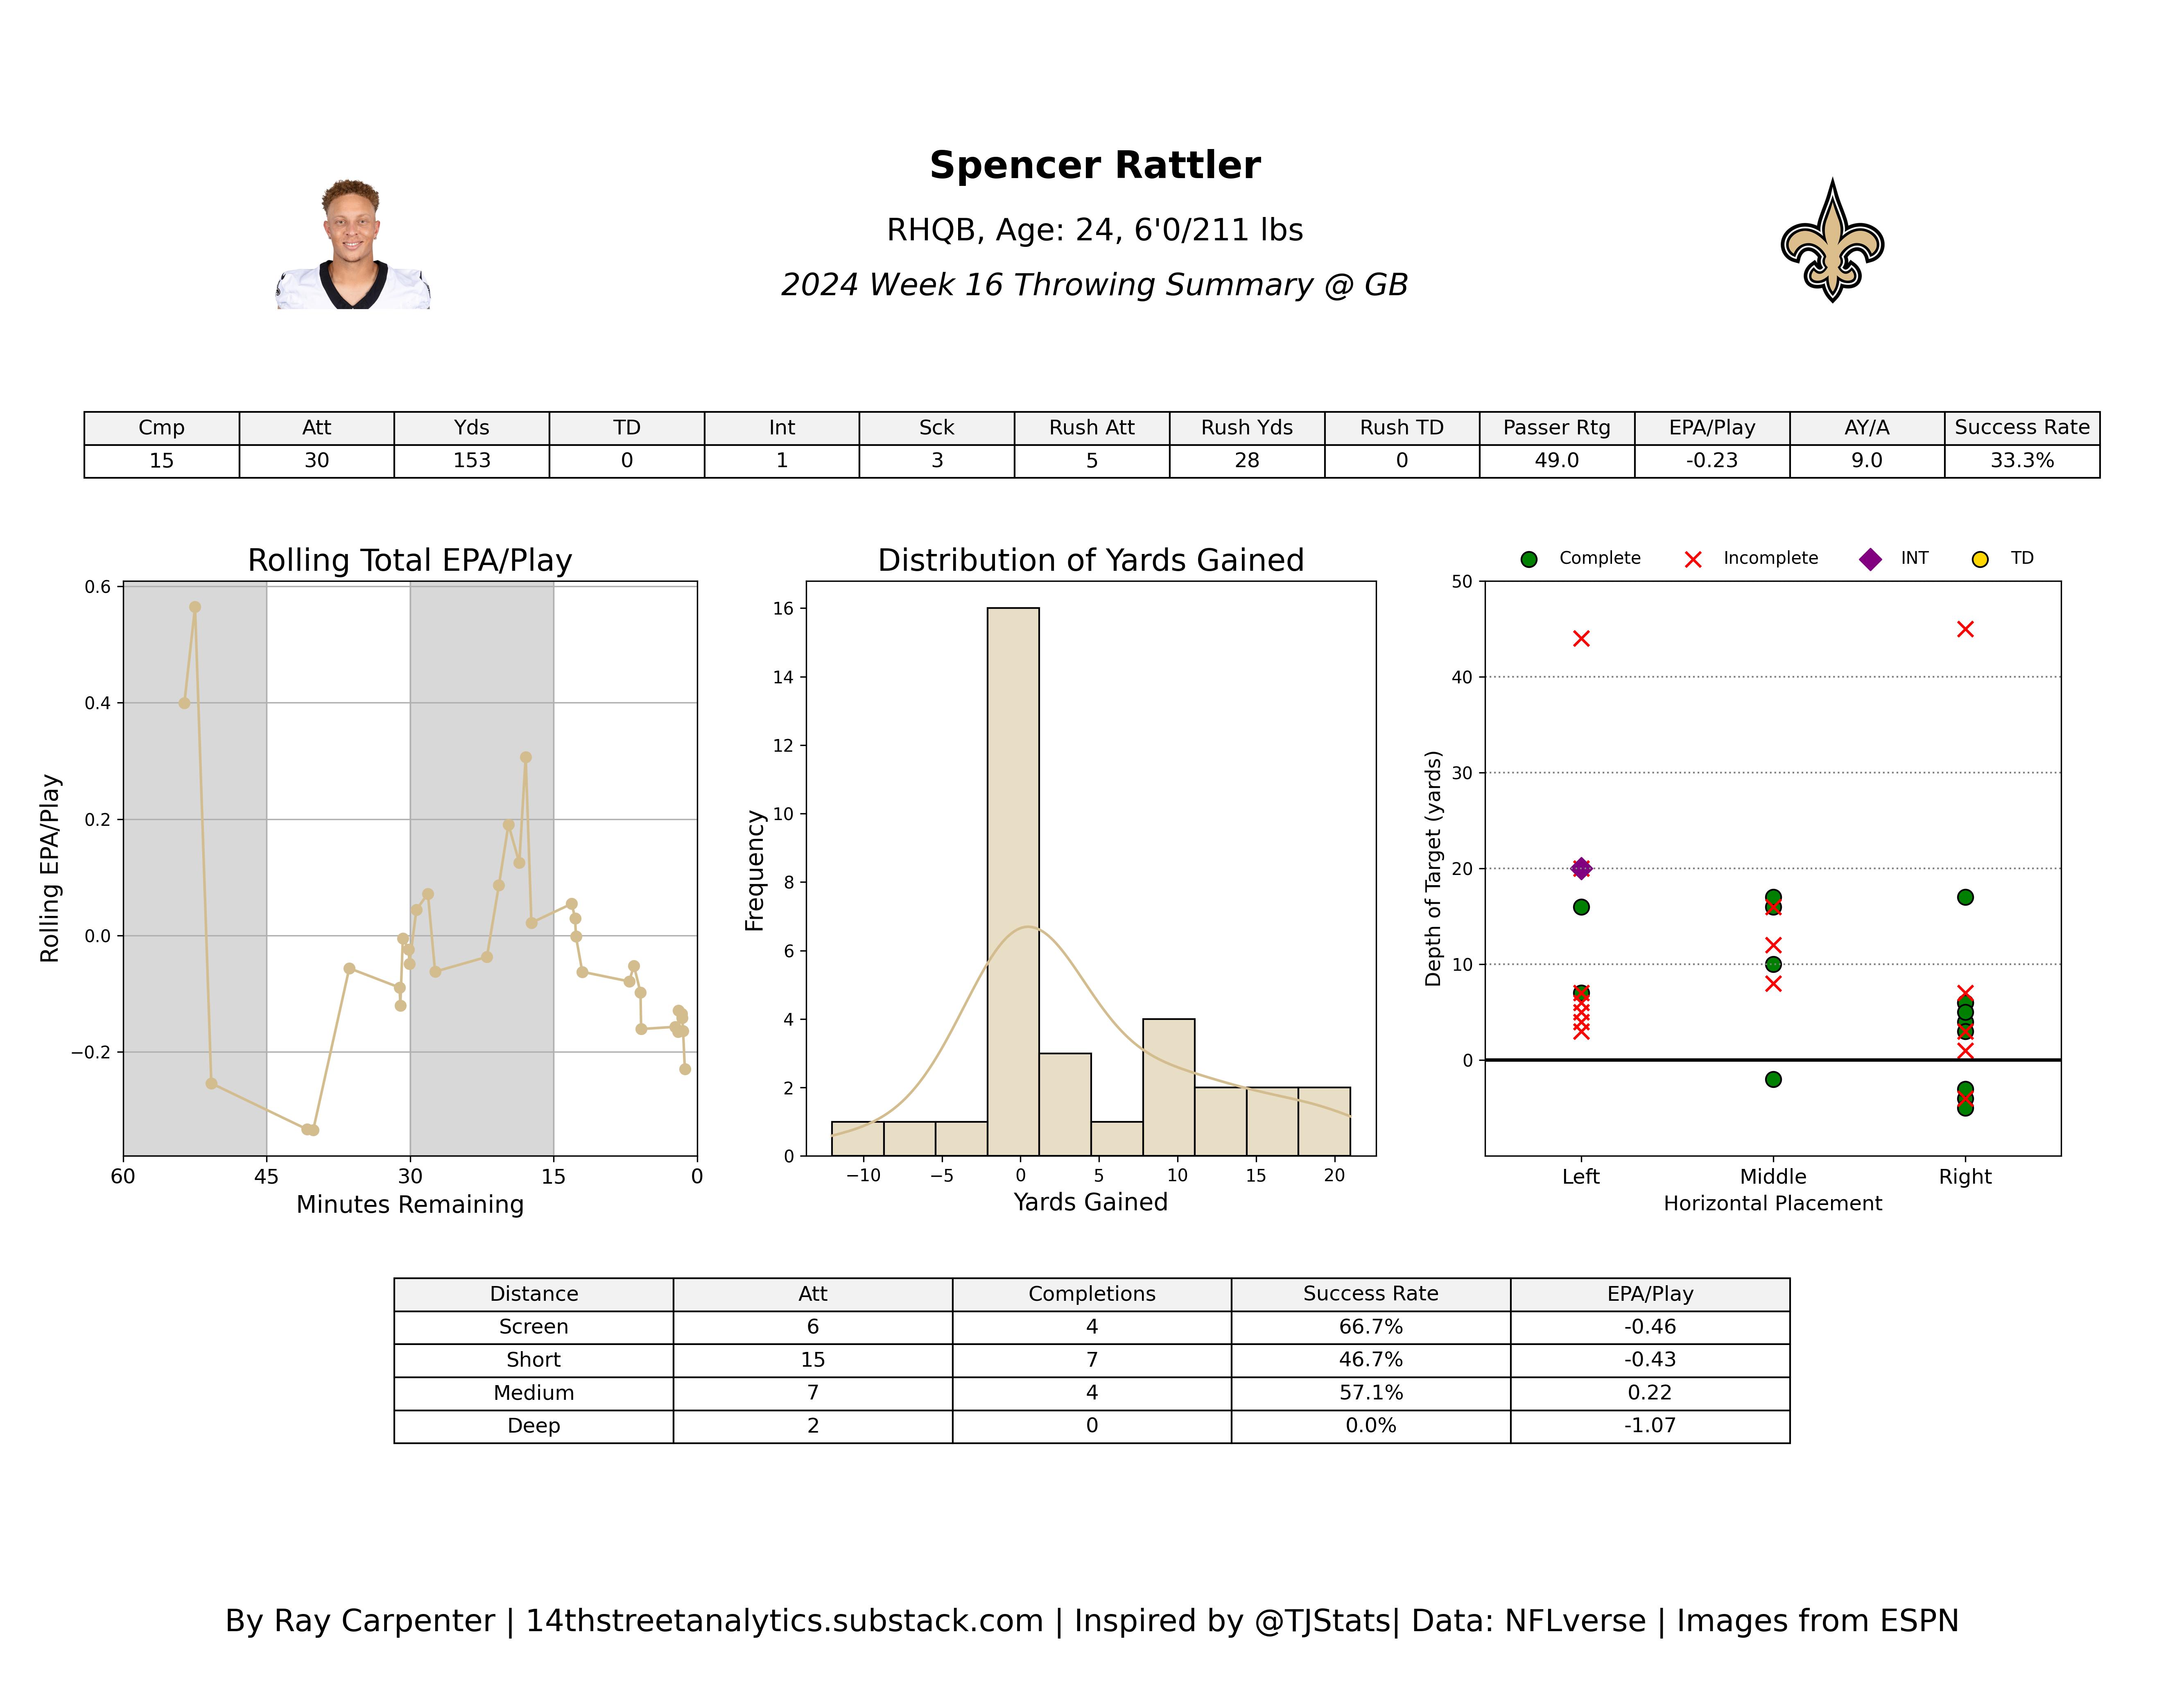 Spencer Rattler
RHQB, Age: 24, 6'0/211 lbs
2024 Week 16 Throwing Summary @ GB
Cmp Att Yds TD Int Sck Rush Att Rush Yds Rush TD Passer Rtg EPA/Play AY/A Success Rate
15 30 153 0 1 3 5 28 0 49.0 -0.23 9.0 33.3%
Rolling Total EPA/Play
0.6
0.4
0.2
0.0
−0.2
Rolling EPA/Play
60 45 30 15 0
Minutes Remaining
Distribution of Yards Gained
16
14
12
10
8
6
4
2
0
Frequency
−10 −5 0 5 10 15 20
Yards Gained
Complete Incomplete INT TD
50
40
30
20
10
0
Depth of Target (yards)
Left Middle Right
Horizontal Placement
Distance Att Completions Success Rate EPA/Play
Screen 6 4 66.7% -0.46
Short 15 7 46.7% -0.43
Medium 7 4 57.1% 0.22
Deep 2 0 0.0% -1.07
By Ray Carpenter | 14thstreetanalytics.substack.com | Inspired by @TJStats| Data: NFLverse | Images from ESPN